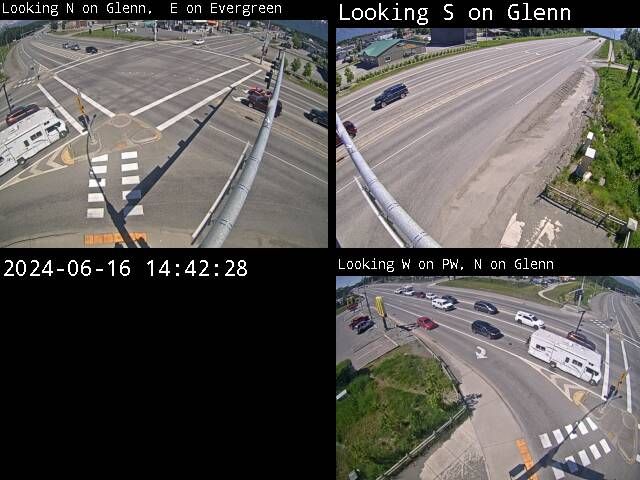 Looking N on Glenn, E on Evergreen
Looking S on Glenn
2024-06-16 14:42:28
Looking W on PW, N on Glenn